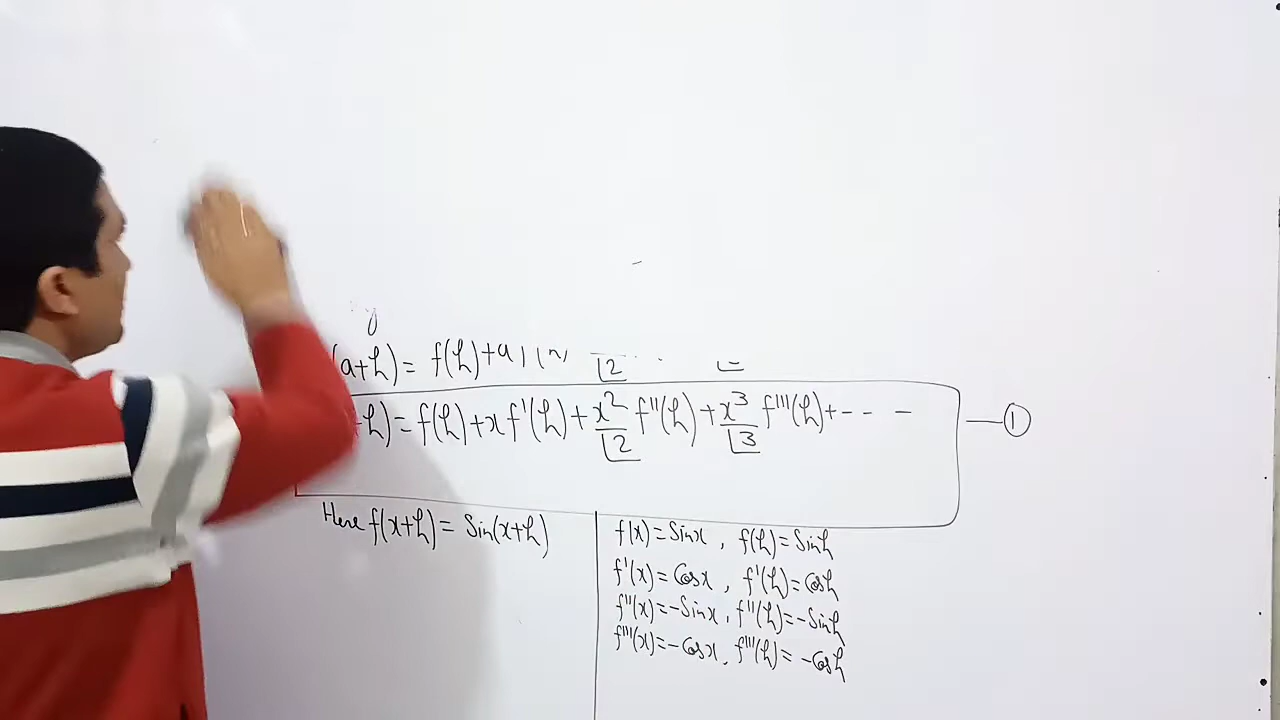 (a+h) = f(h)+a
+h) = f(h)+x f'(h) + x²/⌊2 f''(h) + x³/⌊3 f'''(h) +- - - ①
Here f(x+h) = Sin(x+h)
f(x) = Sinx , f(h) = Sinh
f'(x) = Cosx , f'(h) = Cosh
f''(x) = -Sinx , f''(h) = -Sinh
f'''(x) = -Cosx , f'''(h) = -Cosh